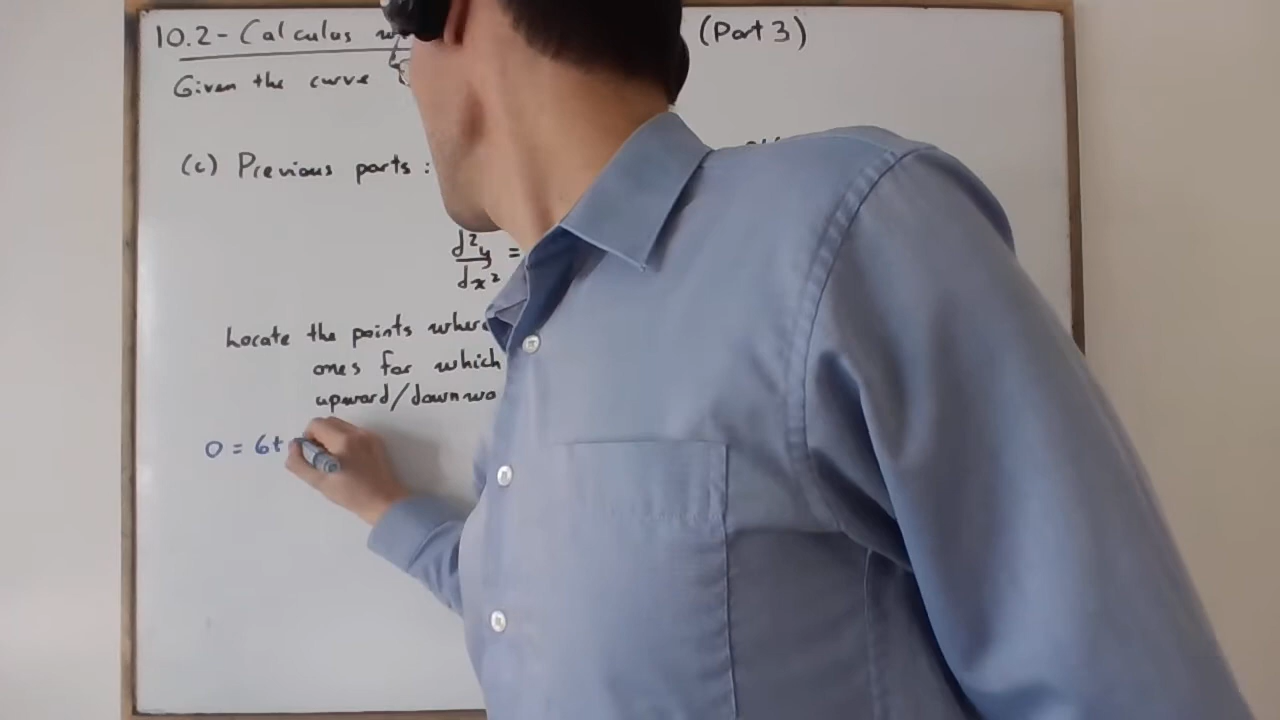 10.2 - Calculus (Part 3)
Given the curve
(c) Previous parts :
d²y/dx² =
Locate the points where
ones for which
upward/downwa
0 = 6t